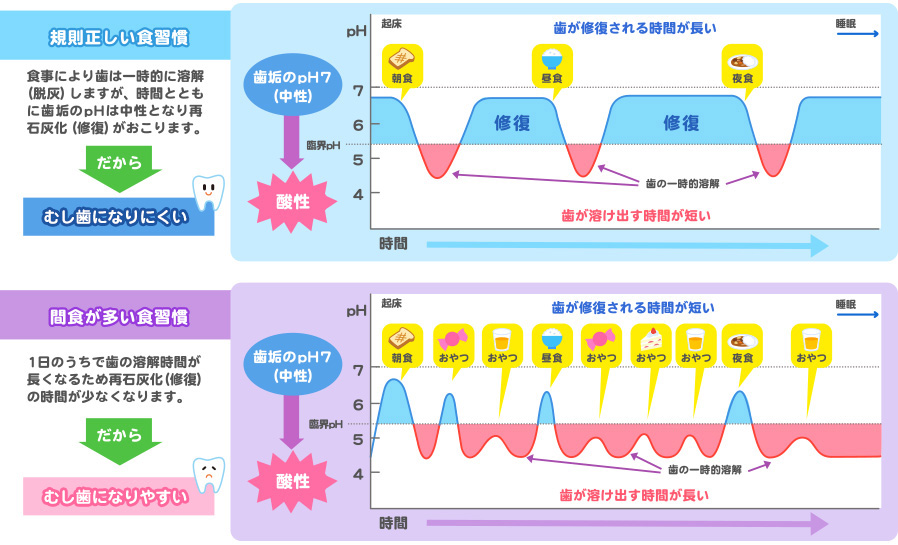 規則正しい食習慣
食事により歯は一時的に溶解
(脱灰)しますが、時間ととも
に歯垢のpHは中性となり再
石灰化(修復)がおこります。
だから
むし歯になりにくい
歯垢のpH7
(中性)
酸性
pH
起床
歯が修復される時間が長い
睡眠
朝食
昼食
夜食
7
6
臨界pH
5
4
修復
修復
歯の一時的溶解
歯が溶け出す時間が短い
時間
間食が多い食習慣
1日のうちで歯の溶解時間が
長くなるため再石灰化(修復)
の時間が少なくなります。
だから
むし歯になりやすい
歯垢のpH7
(中性)
酸性
pH
起床
歯が修復される時間が短い
睡眠
朝食
おやつ
おやつ
昼食
おやつ
おやつ
おやつ
夜食
おやつ
7
6
臨界pH
5
4
歯の一時的溶解
歯が溶け出す時間が長い
時間